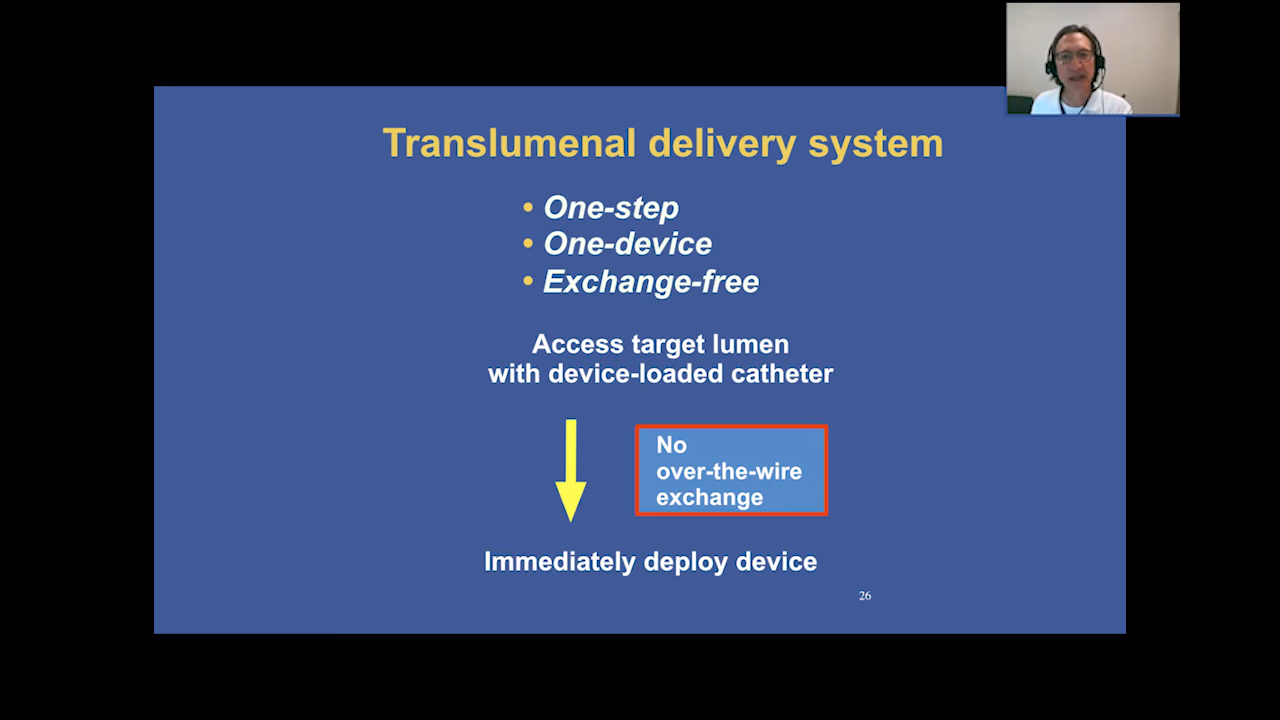 Translumenal delivery system
• One-step
• One-device
• Exchange-free
Access target lumen
with device-loaded catheter
No
over-the-wire
exchange
Immediately deploy device
26